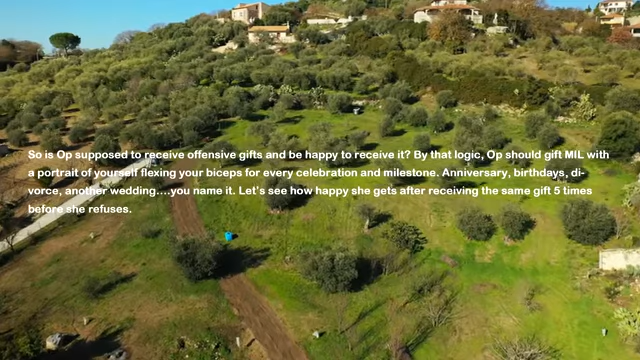 So is Op supposed to receive offensive gifts and be happy to receive it? By that logic, Op should gift MIL with
a portrait of yourself flexing your biceps for every celebration and milestone. Anniversary, birthdays, di-
vorce, another wedding....you name it. Let's see how happy she gets after receiving the same gift 5 times
before she refuses.